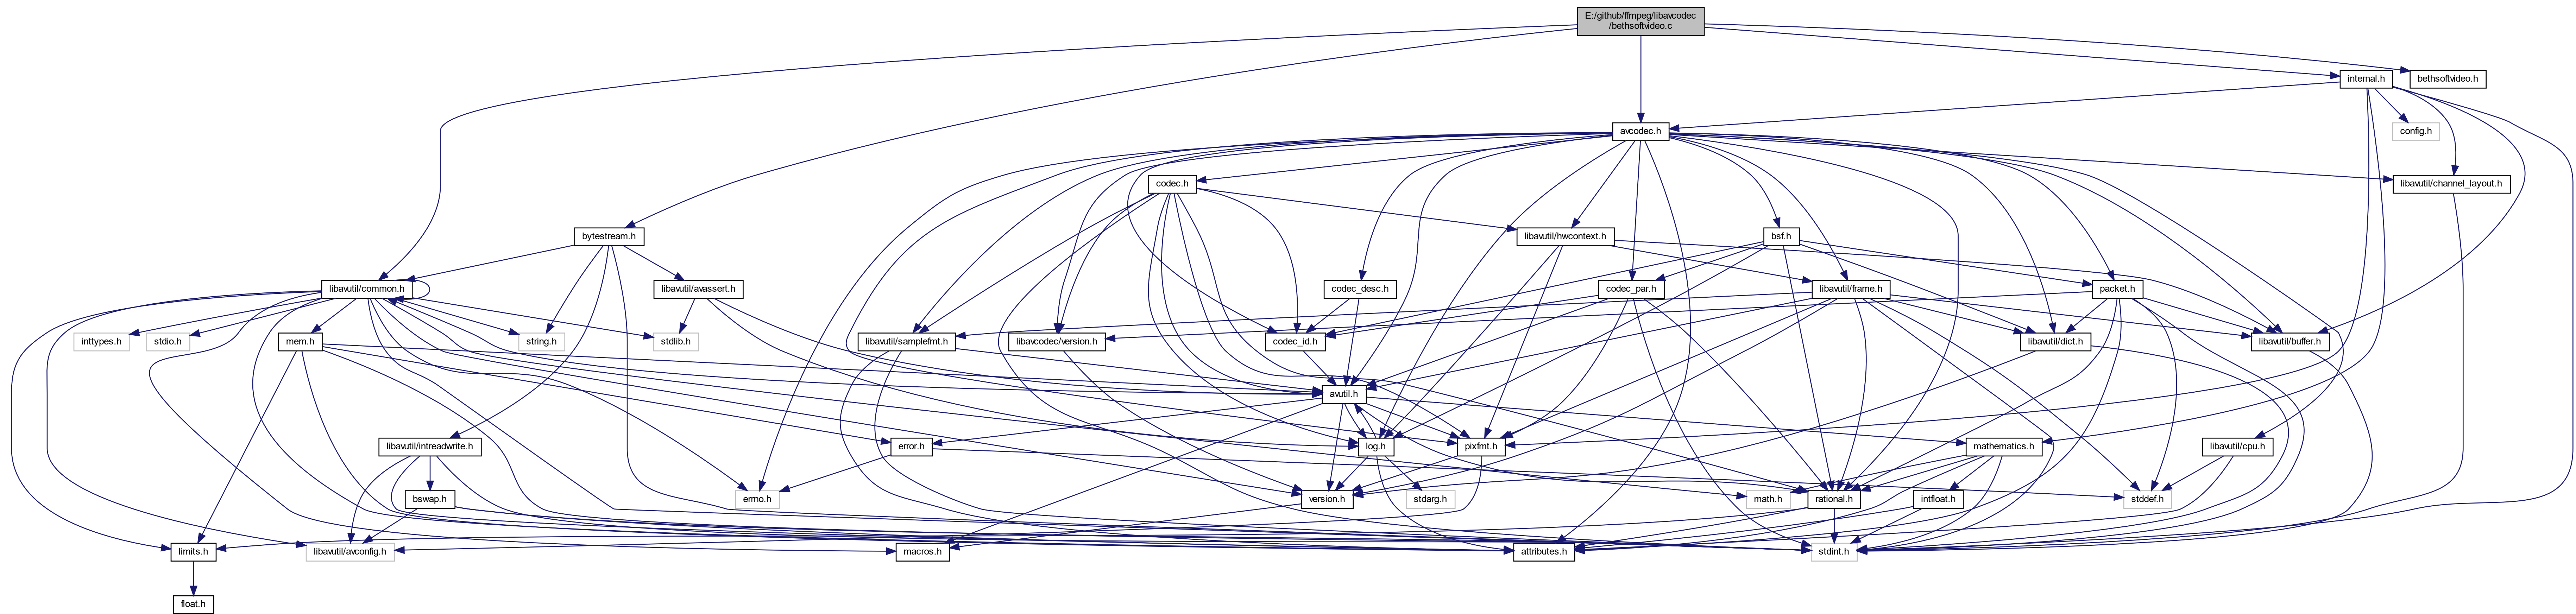 E:/github/ffmpeg/libavcodec
/bethsoftvideo.c
internal.h
bethsoftvideo.h
avcodec.h
config.h
codec.h
libavutil/channel_layout.h
bytestream.h
libavutil/hwcontext.h
bsf.h
libavutil/common.h
libavutil/avassert.h
codec_desc.h
codec_par.h
libavutil/frame.h
packet.h
inttypes.h
stdio.h
mem.h
string.h
stdlib.h
libavutil/samplefmt.h
libavcodec/version.h
codec_id.h
libavutil/dict.h
libavutil/buffer.h
avutil.h
libavutil/intreadwrite.h
error.h
log.h
pixfmt.h
mathematics.h
libavutil/cpu.h
bswap.h
errno.h
version.h
stdarg.h
math.h
rational.h
intfloat.h
stddef.h
limits.h
libavutil/avconfig.h
macros.h
attributes.h
stdint.h
float.h